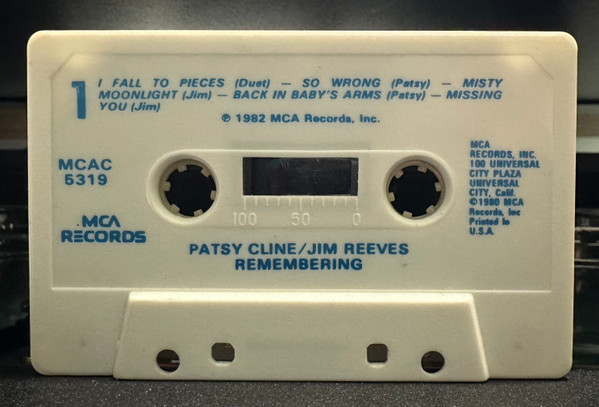 1
I FALL TO PIECES (Duet) — SO WRONG (Patsy) — MISTY
MOONLIGHT (Jim) — BACK IN BABY'S ARMS (Patsy) — MISSING
YOU (Jim)
℗ 1982 MCA Records, Inc.
MCAC
5319
MCA
RECORDS
MCA
RECORDS, INC.
100 UNIVERSAL
CITY PLAZA
UNIVERSAL
CITY, Calif.
©1980 MCA
Records, Inc
Printed In
U.S.A.
100 50 0
PATSY CLINE/JIM REEVES
REMEMBERING